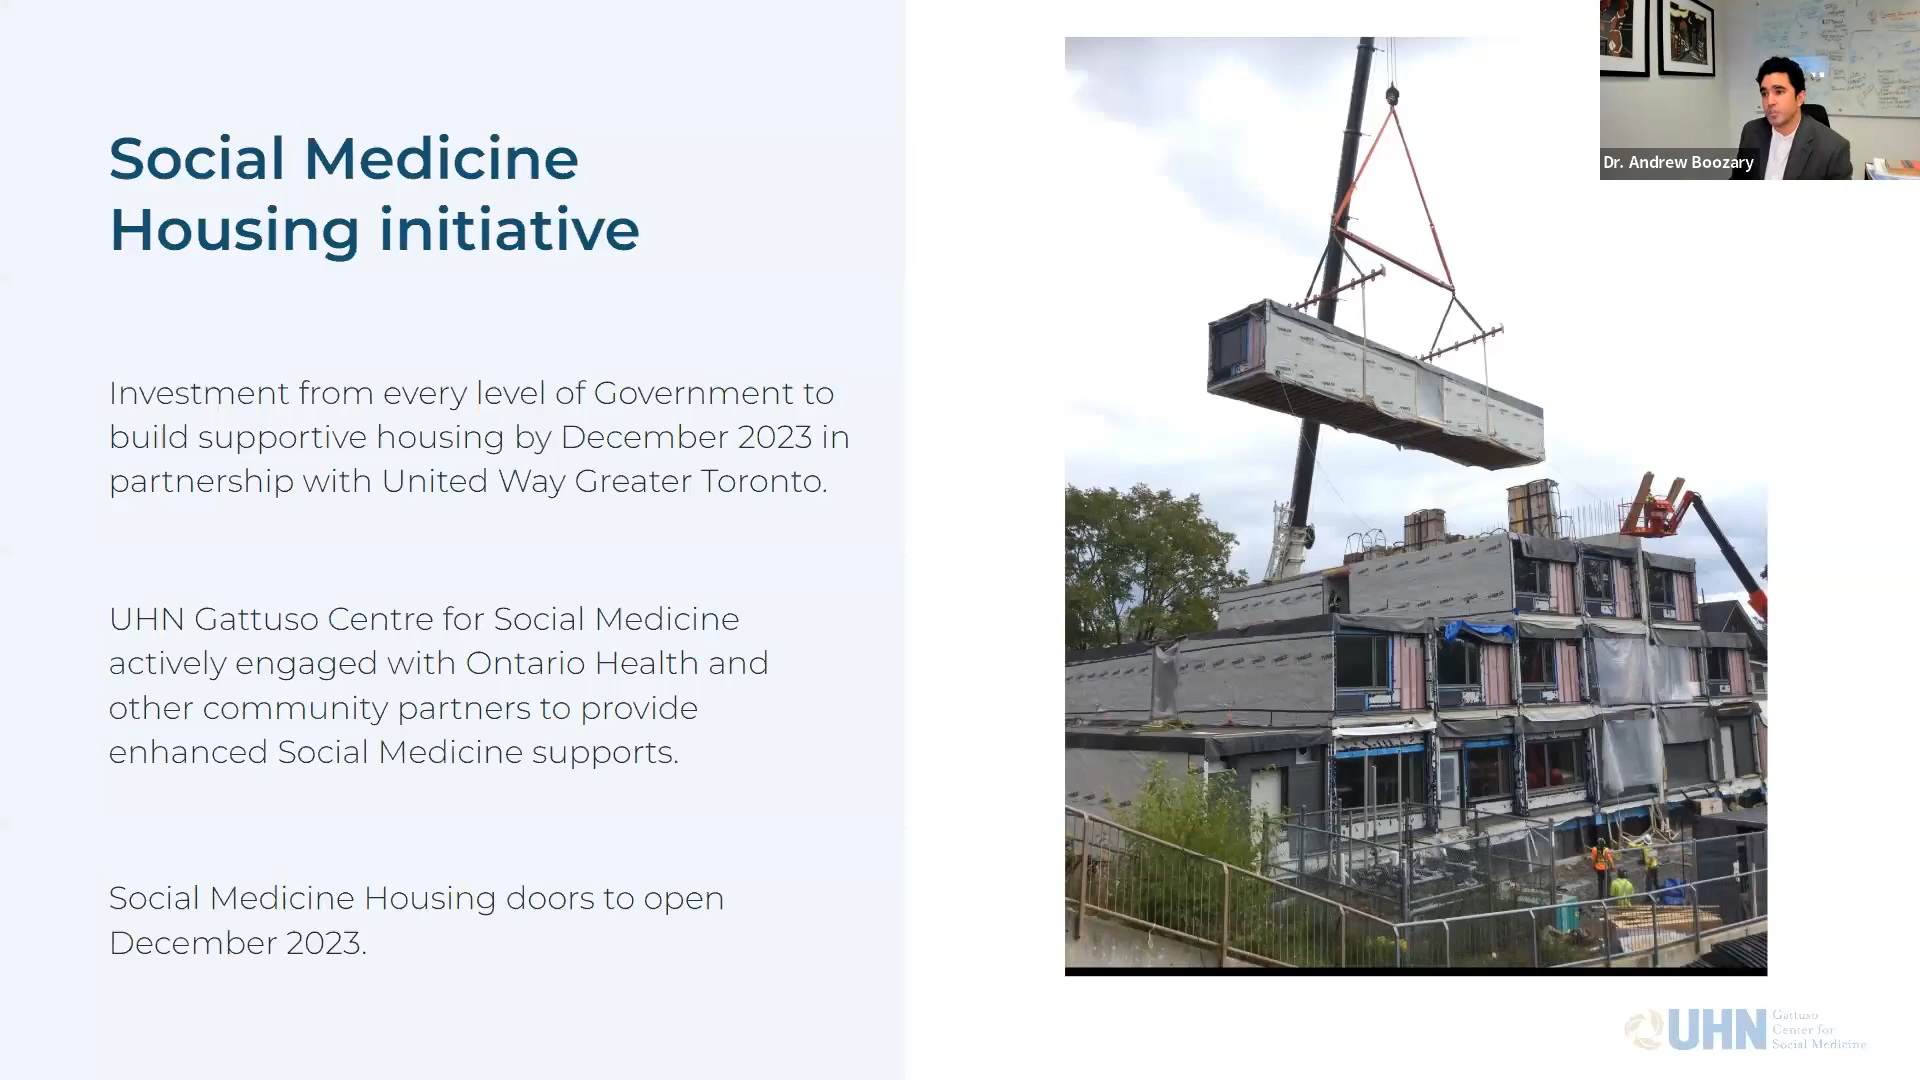 Social Medicine
Housing initiative
Investment from every level of Government to
build supportive housing by December 2023 in
partnership with United Way Greater Toronto.
UHN Gattuso Centre for Social Medicine
actively engaged with Ontario Health and
other community partners to provide
enhanced Social Medicine supports.
Social Medicine Housing doors to open
December 2023.
Dr. Andrew Boozary
UHN
Gattuso
Center for
Social Medicine